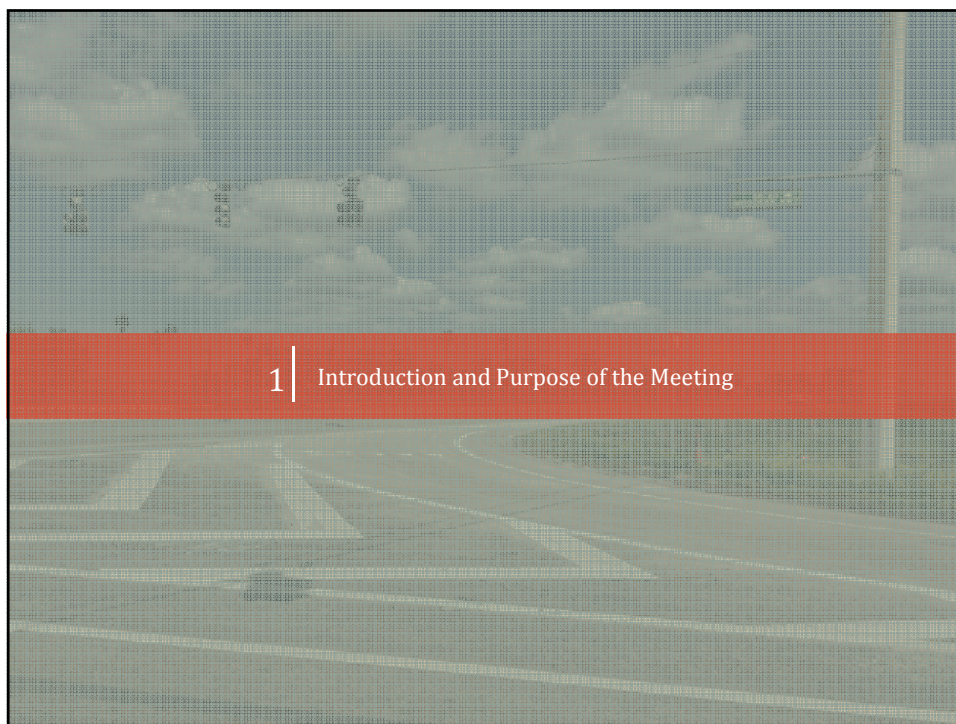 1 Introduction and Purpose of the Meeting